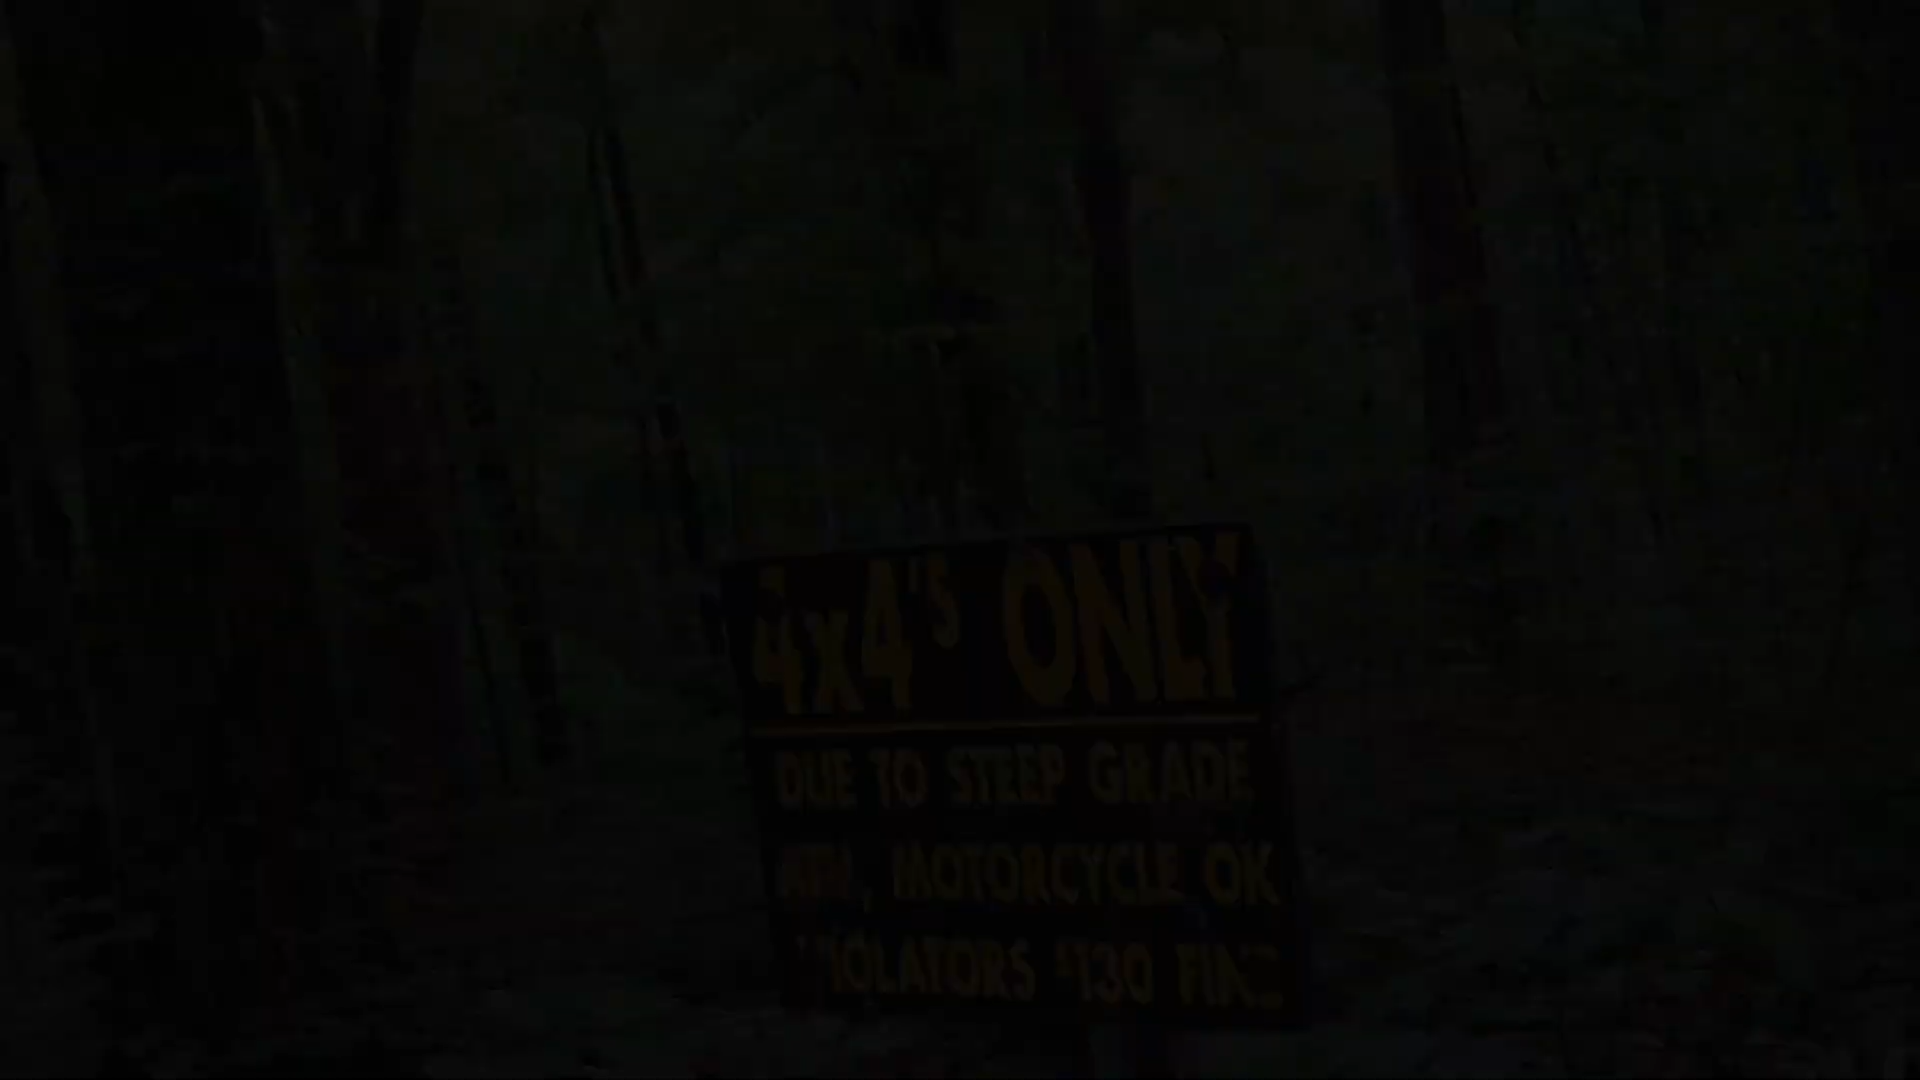 4x4's ONLY
DUE TO STEEP GRADE
MOTORCYCLE OK
VIOLATORS $130 FINE